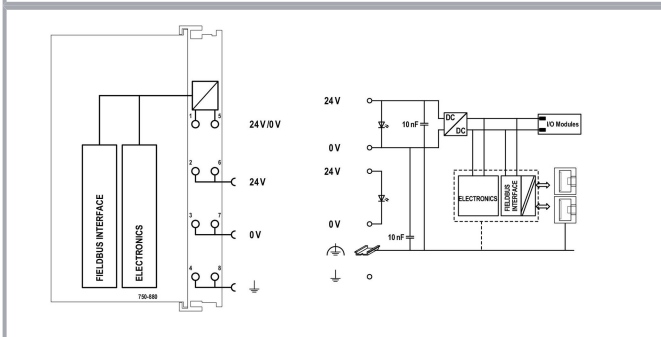 1
5
24 V / 0 V
2
6
24 V
3
7
0 V
4
8
FIELDBUS INTERFACE
ELECTRONICS
750-880
24 V
10 nF
DC
DC
I/O Modules
0 V
24 V
ELECTRONICS
FIELDBUS
INTERFACE
0 V
10 nF